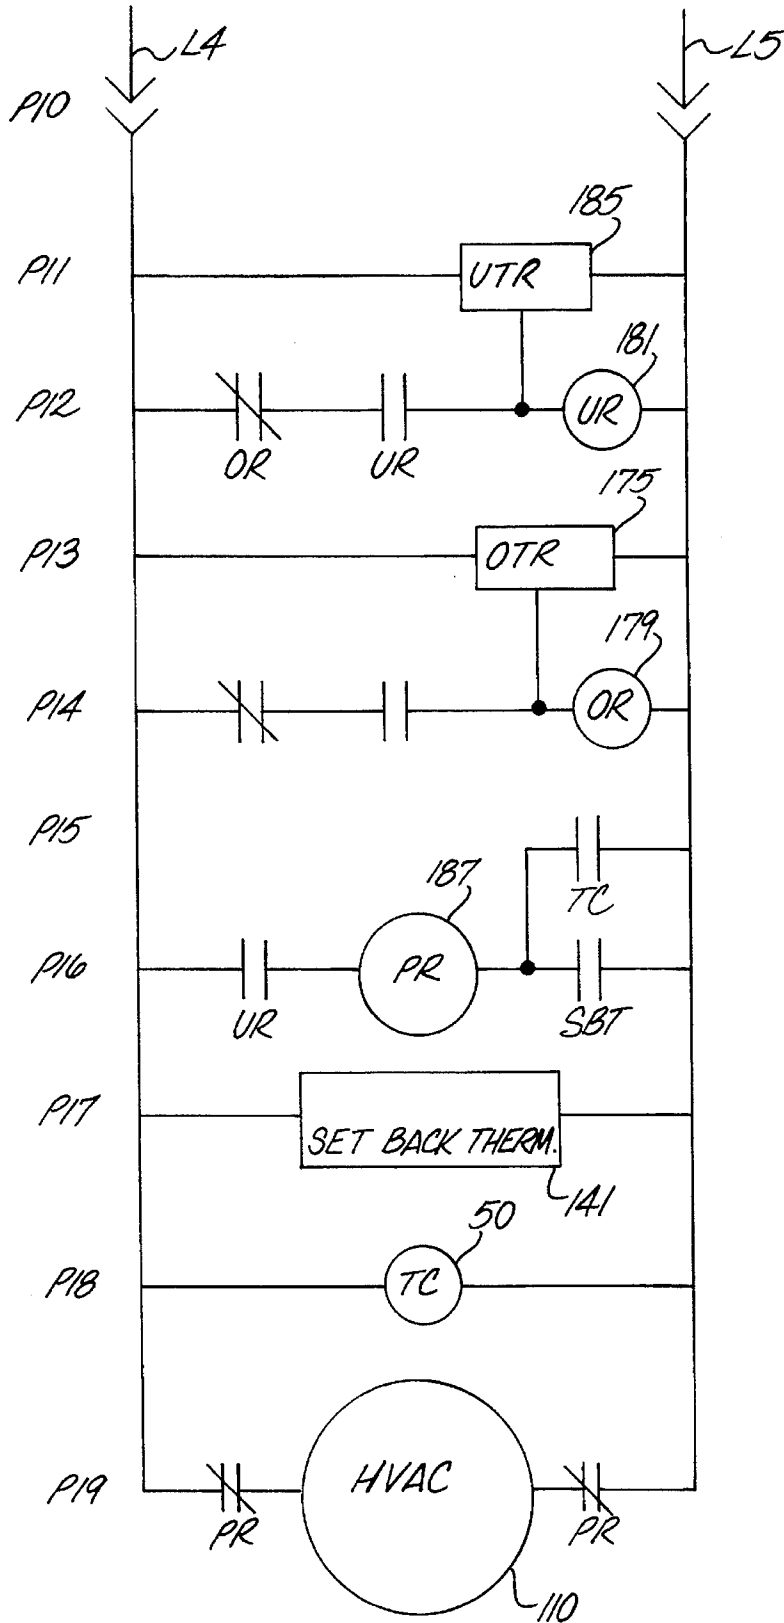 L4
L5
P10
185
P11
UTR
181
P12
UR
OR
UR
175
P13
OTR
179
P14
OR
P15
187
TC
P16
PR
UR
SBT
P17
SET BACK THERM.
141
50
P18
TC
P19
HVAC
PR
PR
110